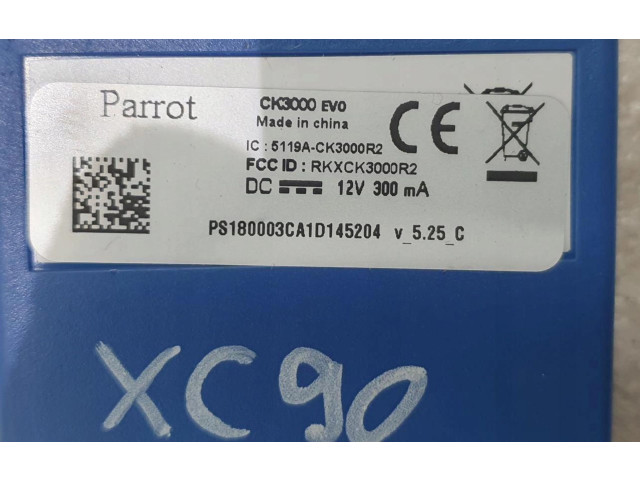 Parrot
CK3000 EVO
Made in china
IC : 5119A-CK3000R2
FCC ID : RKXCK3000R2
DC 12V 300 mA
CE
PS180003CA1D145204 v_5.25_C
XC90